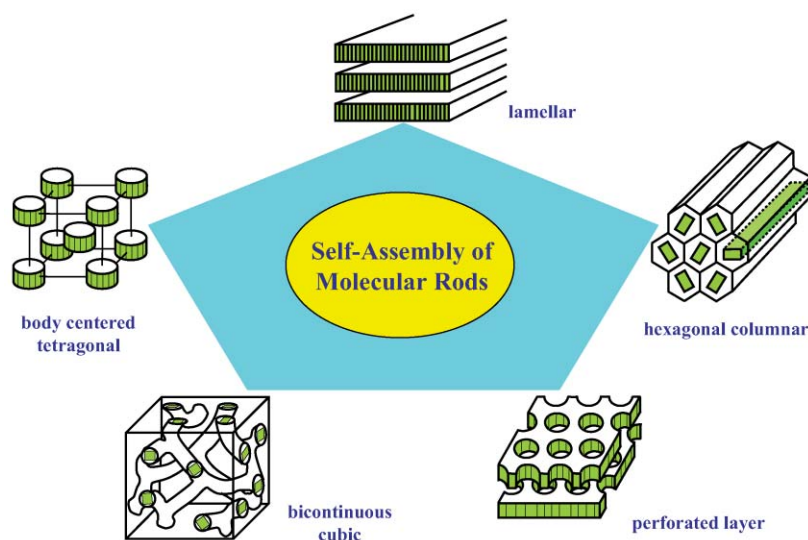 lamellar
Self-Assembly of
Molecular Rods
body centered
tetragonal
hexagonal columnar
bicontinuous
cubic
perforated layer